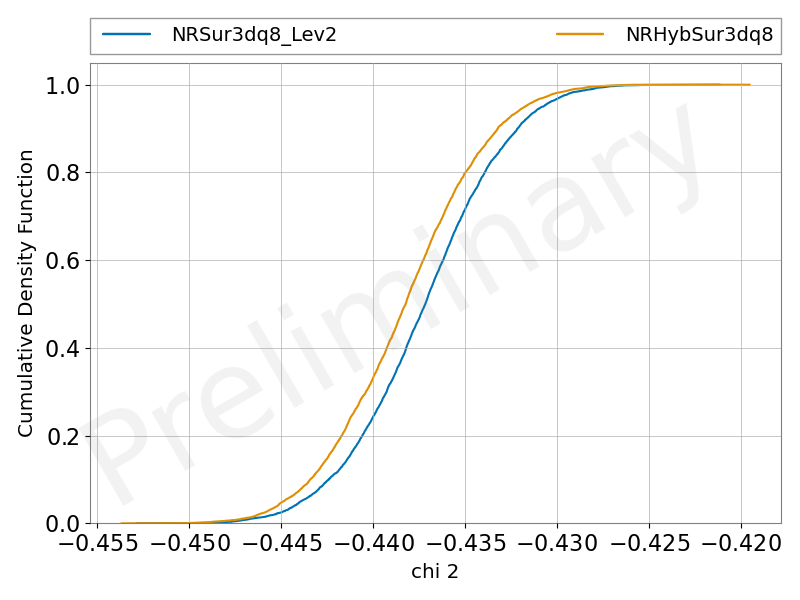 NRSur3dq8_Lev2 NRHybSur3dq8
1.0
0.8
0.6
0.4
0.2
0.0
Cumulative Density Function
Preliminary
−0.455 −0.450 −0.445 −0.440 −0.435 −0.430 −0.425 −0.420
chi 2